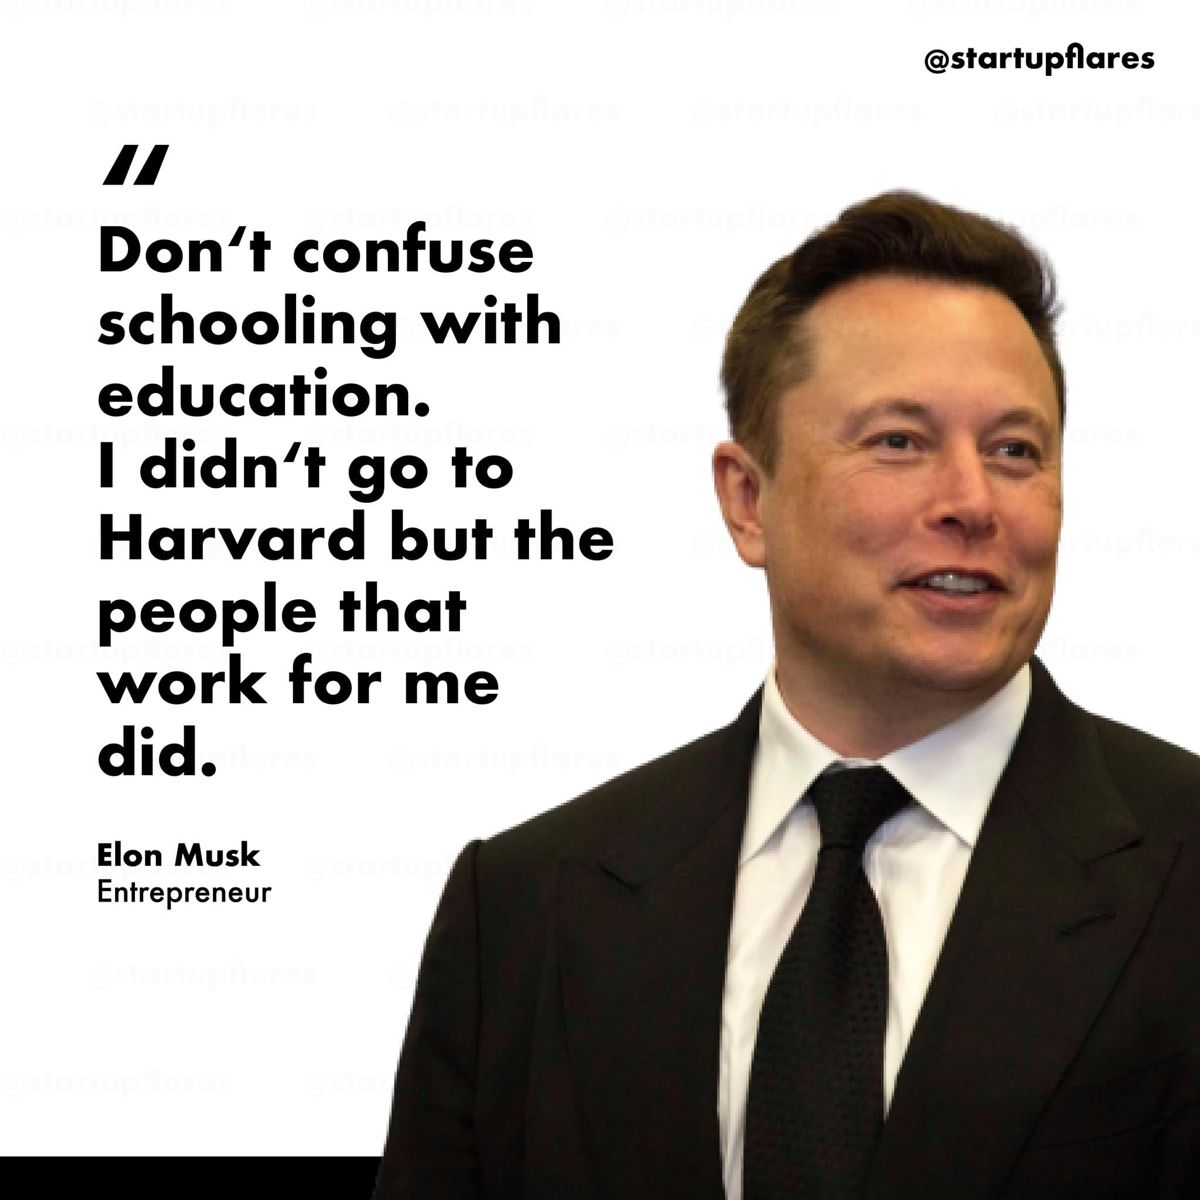 @startupflares
“
Don‘t confuse
schooling with
education.
I didn‘t go to
Harvard but the
people that
work for me
did.
Elon Musk
Entrepreneur